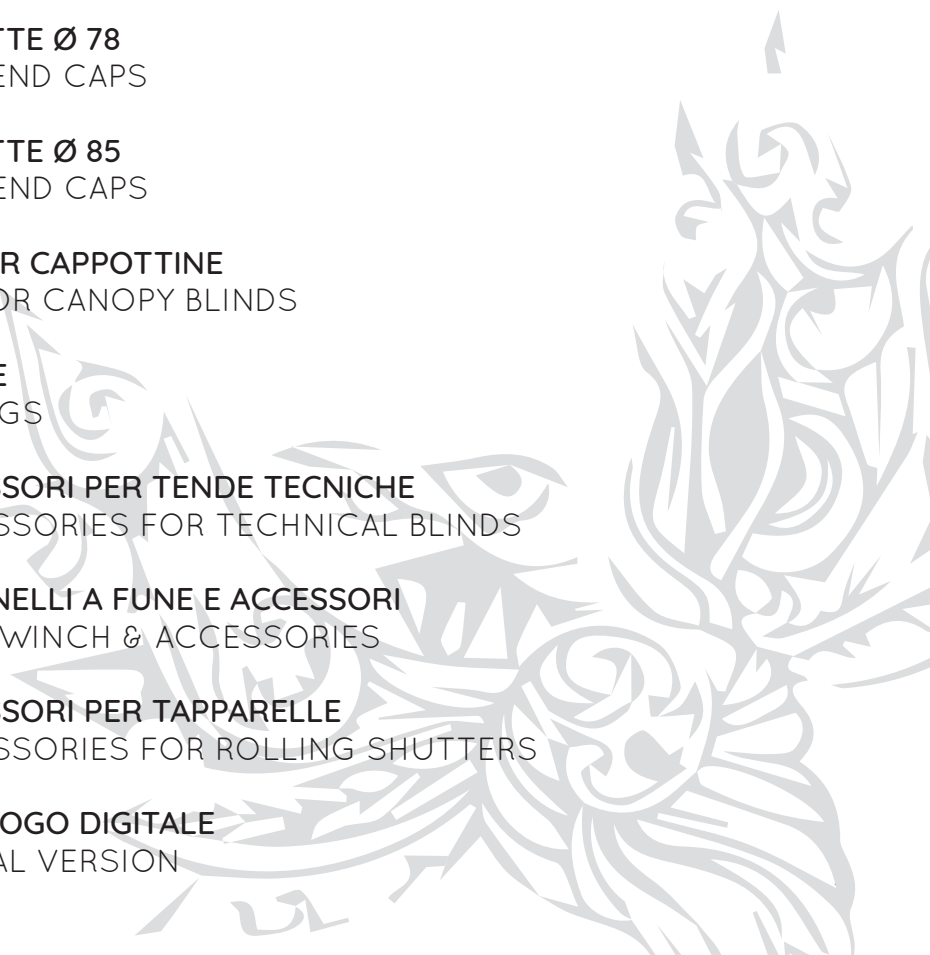 TTE Ø 78
END CAPS
TTE Ø 85
END CAPS
R CAPPOTTINE
OR CANOPY BLINDS
E
GS
SSORI PER TENDE TECNICHE
SSORIES FOR TECHNICAL BLINDS
NELLI A FUNE E ACCESSORI
WINCH & ACCESSORIES
SSORI PER TAPPARELLE
SSORIES FOR ROLLING SHUTTERS
OGO DIGITALE
AL VERSION